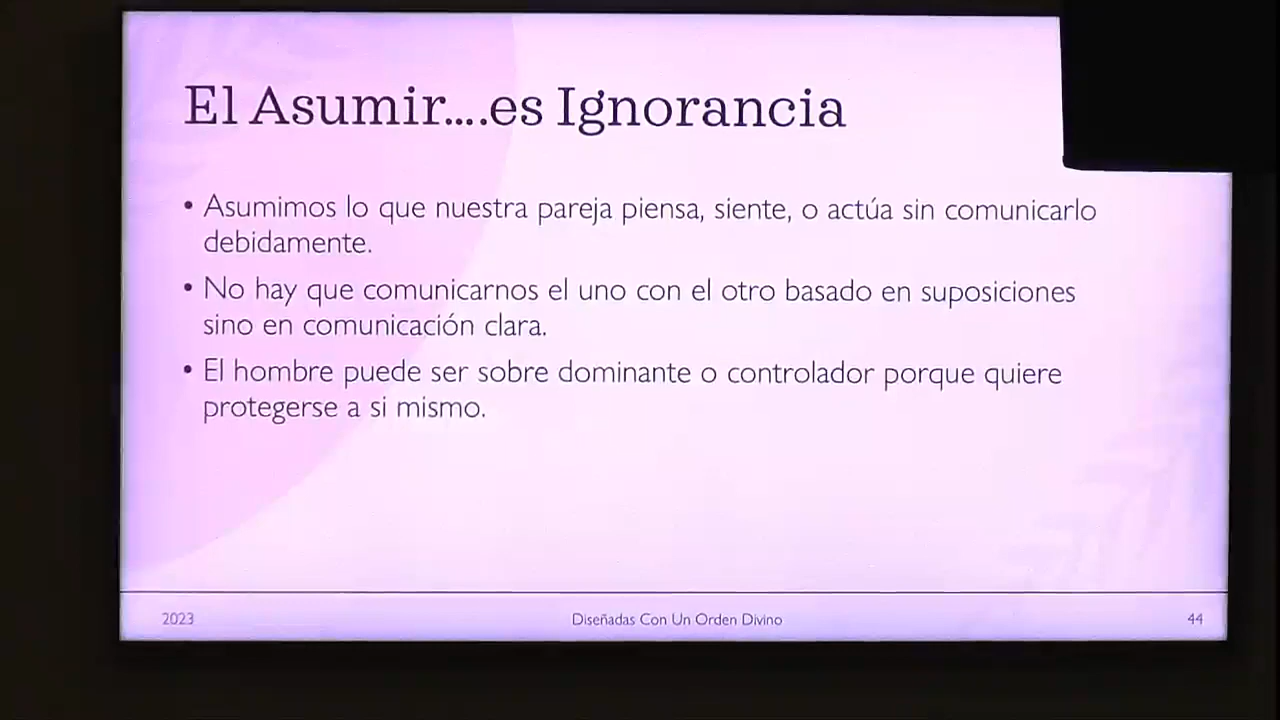 El Asumir....es Ignorancia
• Asumimos lo que nuestra pareja piensa, siente, o actúa sin comunicarlo
debidamente.
• No hay que comunicarnos el uno con el otro basado en suposiciones
sino en comunicación clara.
• El hombre puede ser sobre dominante o controlador porque quiere
protegerse a si mismo.
2023 Diseñadas Con Un Orden Divino 44